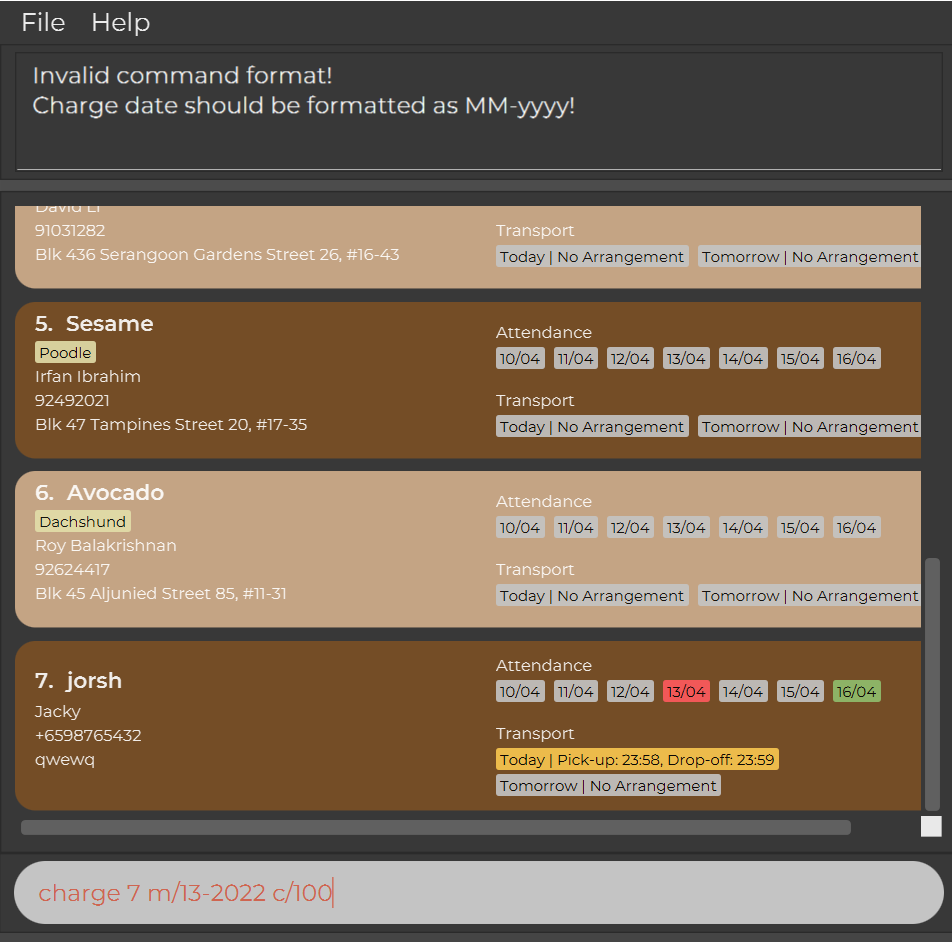 File Help
Invalid command format!
Charge date should be formatted as MM-yyyy!
David Li
91031282
Blk 436 Serangoon Gardens Street 26, #16-43
Transport
Today | No Arrangement Tomorrow | No Arrangement
5. Sesame
Poodle
Irfan Ibrahim
92492021
Blk 47 Tampines Street 20, #17-35
Attendance
10/04 11/04 12/04 13/04 14/04 15/04 16/04
Transport
Today | No Arrangement Tomorrow | No Arrangement
6. Avocado
Dachshund
Roy Balakrishnan
92624417
Blk 45 Aljunied Street 85, #11-31
Attendance
10/04 11/04 12/04 13/04 14/04 15/04 16/04
Transport
Today | No Arrangement Tomorrow | No Arrangement
7. jorsh
Jacky
+6598765432
qwewq
Attendance
10/04 11/04 12/04 13/04 14/04 15/04 16/04
Transport
Today | Pick-up: 23:58, Drop-off: 23:59
Tomorrow | No Arrangement
charge 7 m/13-2022 c/100